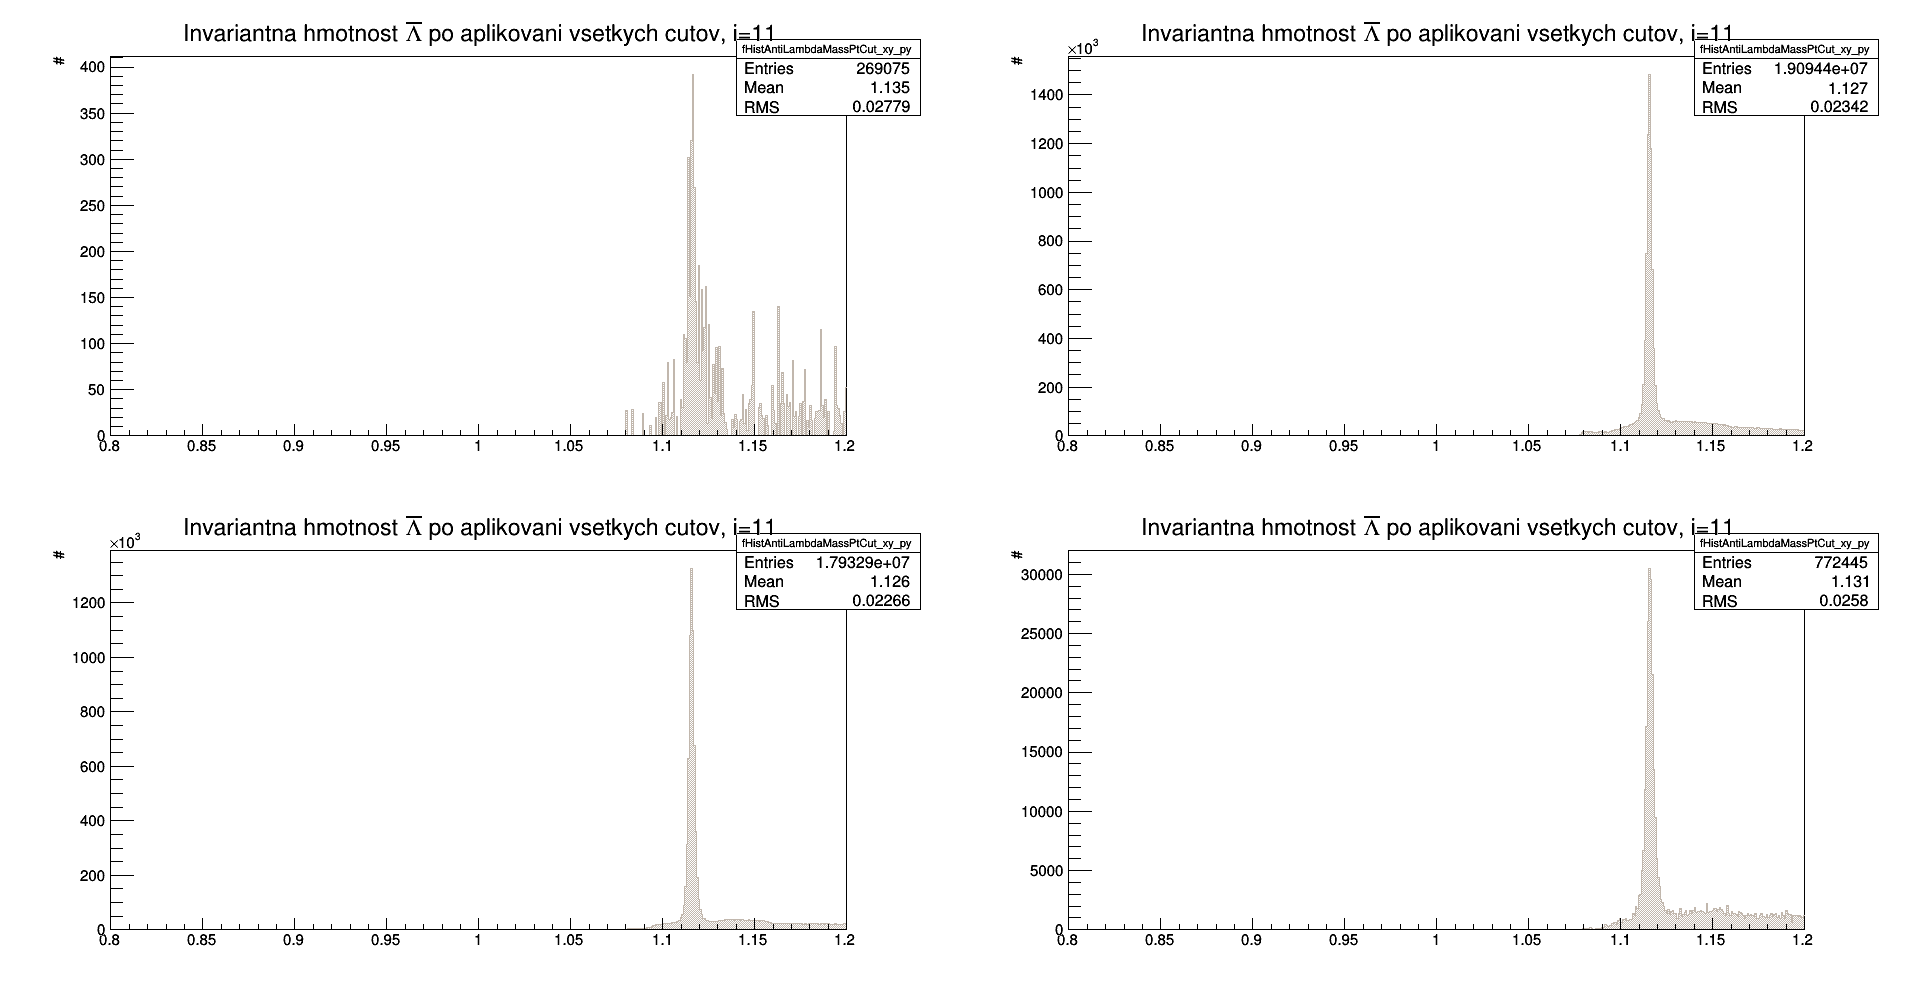 Invariantna hmotnost Λ̅ po aplikovani vsetkych cutov, i=11
#
fHistAntiLambdaMassPtCut_xy_py
Entries 269075
Mean 1.135
RMS 0.02779
400
350
300
250
200
150
100
50
0
0.8 0.85 0.9 0.95 1 1.05 1.1 1.15 1.2
Invariantna hmotnost Λ̅ po aplikovani vsetkych cutov, i=11
×10³
#
fHistAntiLambdaMassPtCut_xy_py
Entries 1.90944e+07
Mean 1.127
RMS 0.02342
1400
1200
1000
800
600
400
200
0
0.8 0.85 0.9 0.95 1 1.05 1.1 1.15 1.2
Invariantna hmotnost Λ̅ po aplikovani vsetkych cutov, i=11
×10³
#
fHistAntiLambdaMassPtCut_xy_py
Entries 1.79329e+07
Mean 1.126
RMS 0.02266
1200
1000
800
600
400
200
0
0.8 0.85 0.9 0.95 1 1.05 1.1 1.15 1.2
Invariantna hmotnost Λ̅ po aplikovani vsetkych cutov, i=11
#
fHistAntiLambdaMassPtCut_xy_py
Entries 772445
Mean 1.131
RMS 0.0258
30000
25000
20000
15000
10000
5000
0
0.8 0.85 0.9 0.95 1 1.05 1.1 1.15 1.2